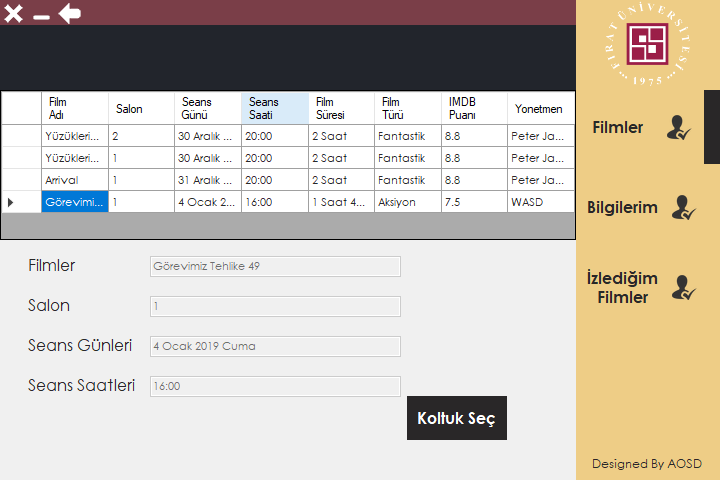 Film Adı Salon Seans Günü Seans Saati Film Süresi Film Türü IMDB Puanı Yonetmen
Yüzükleri... 2 30 Aralık ... 20:00 2 Saat Fantastik 8.8 Peter Ja...
Yüzükleri... 1 30 Aralık ... 20:00 2 Saat Fantastik 8.8 Peter Ja...
Arrival 1 31 Aralık ... 20:00 2 Saat Fantastik 8.8 Peter Ja...
Görevimi... 1 4 Ocak 2... 16:00 1 Saat 4... Aksiyon 7.5 WASD
Filmler Görevimiz Tehlike 49
Salon 1
Seans Günleri 4 Ocak 2019 Cuma
Seans Saatleri 16:00
Koltuk Seç
FIRAT ÜNİVERSİTESİ
1975
Filmler
Bilgilerim
İzlediğim
Filmler
Designed By AOSD